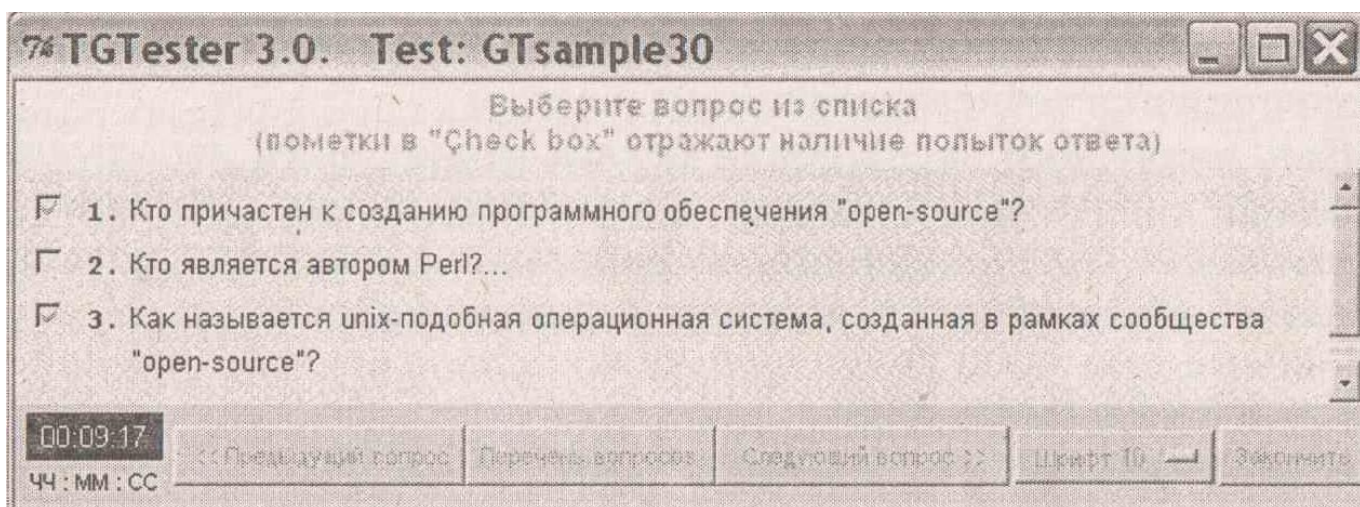 TGTester 3.0. Test: GTsample30
Выберите вопрос из списка
(пометки в "Check box" отражают наличие попыток ответа)
1. Кто причастен к созданию программного обеспечения "open-source"?
2. Кто является автором Perl?...
3. Как называется unix-подобная операционная система, созданная в рамках сообщества
"open-source"?
00:09:17
<< Предыдущий вопрос Перечень вопросов Следующий вопрос >> Шрифт 10 Закончить
ЧЧ : ММ : СС